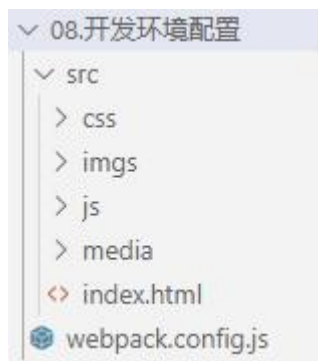 08.开发环境配置
src
css
imgs
js
media
index.html
webpack.config.js